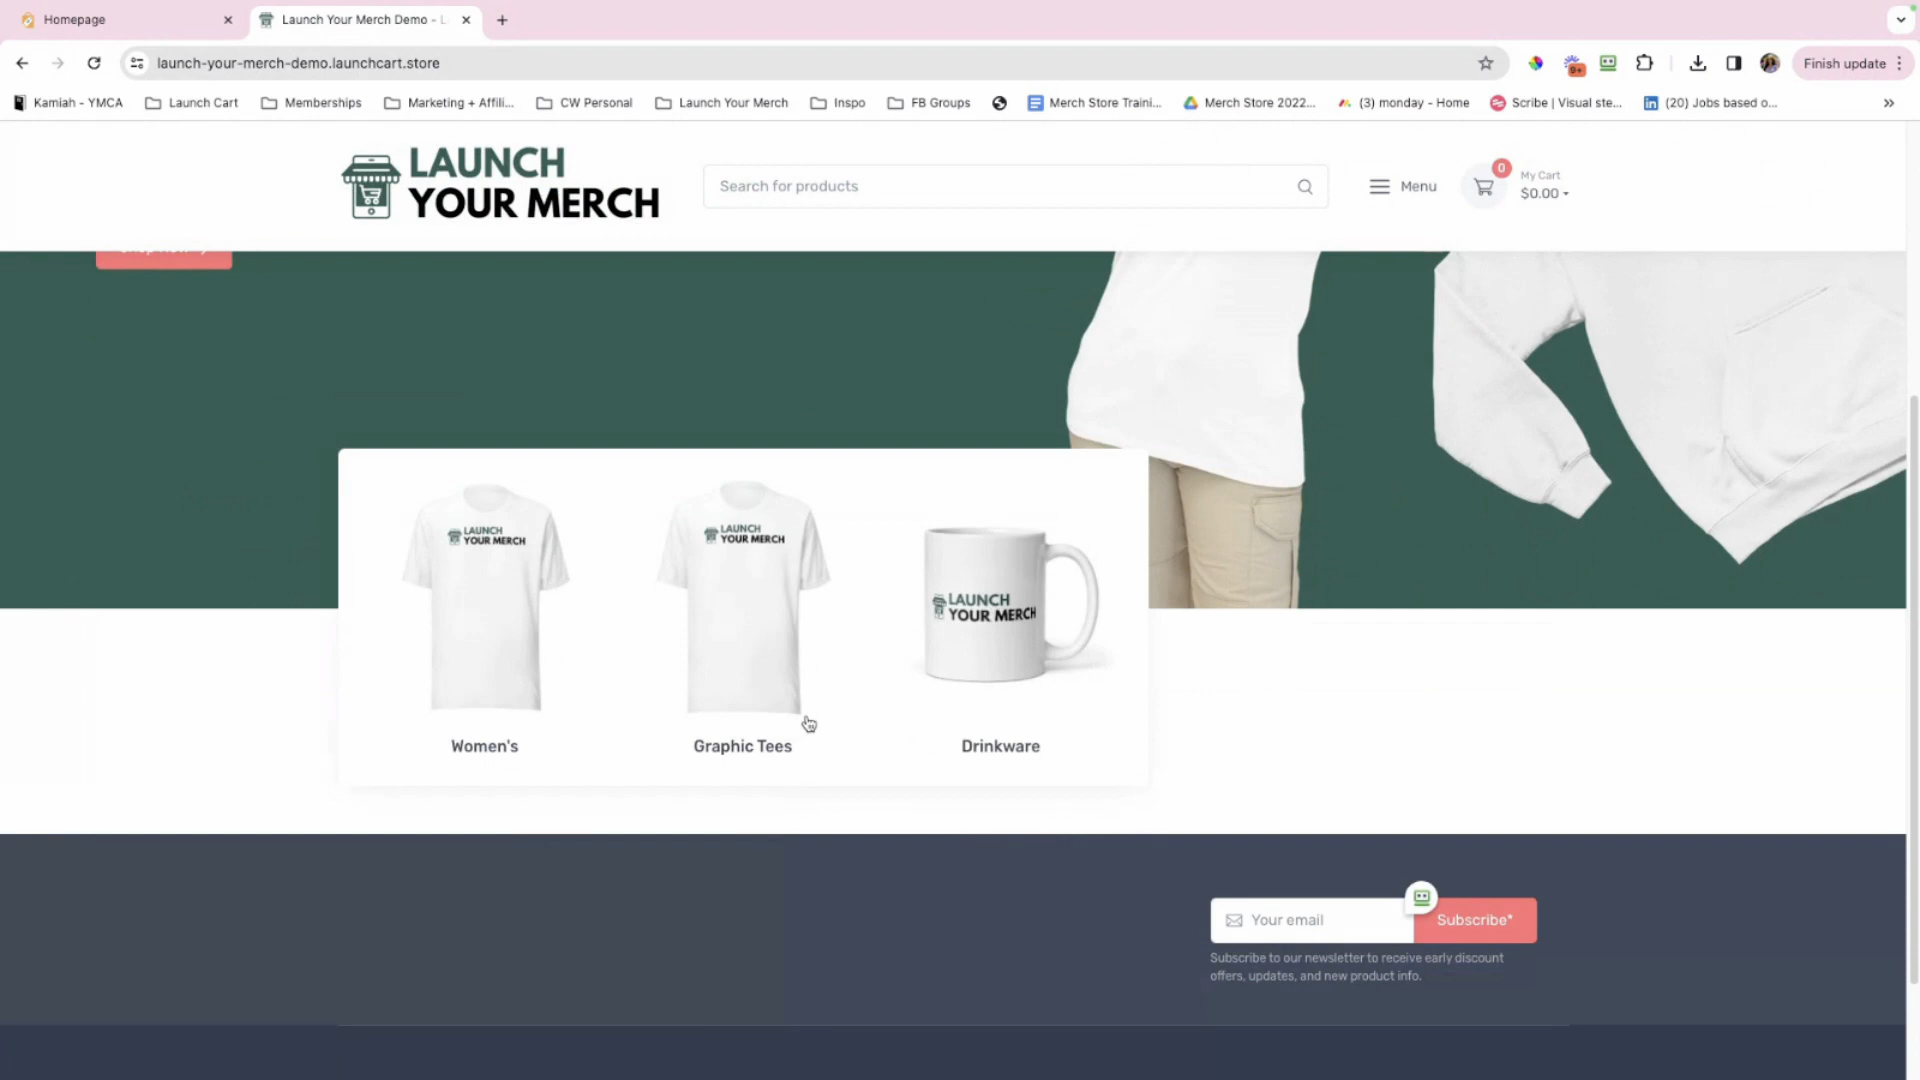 Homepage
Launch Your Merch Demo - L
launch-your-merch-demo.launchcart.store
9+
Finish update
Kamiah - YMCA
Launch Cart
Memberships
Marketing + Affili...
CW Personal
Launch Your Merch
Inspo
FB Groups
Merch Store Traini...
Merch Store 2022...
(3) monday - Home
Scribe | Visual ste...
(20) Jobs based o...
»
LAUNCH
YOUR MERCH
Search for products
Menu
0
My Cart
$0.00
LAUNCH
YOUR MERCH
LAUNCH
YOUR MERCH
LAUNCH
YOUR MERCH
Women's
Graphic Tees
Drinkware
Your email
Subscribe*
Subscribe to our newsletter to receive early discount
offers, updates, and new product info.